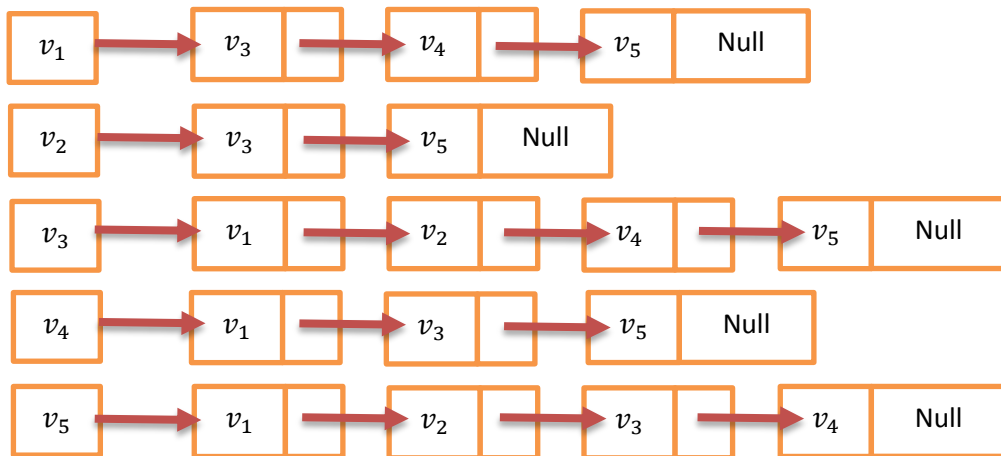 v₁ v₃ v₄ v₅ Null
v₂ v₃ v₅ Null
v₃ v₁ v₂ v₄ v₅ Null
v₄ v₁ v₃ v₅ Null
v₅ v₁ v₂ v₃ v₄ Null